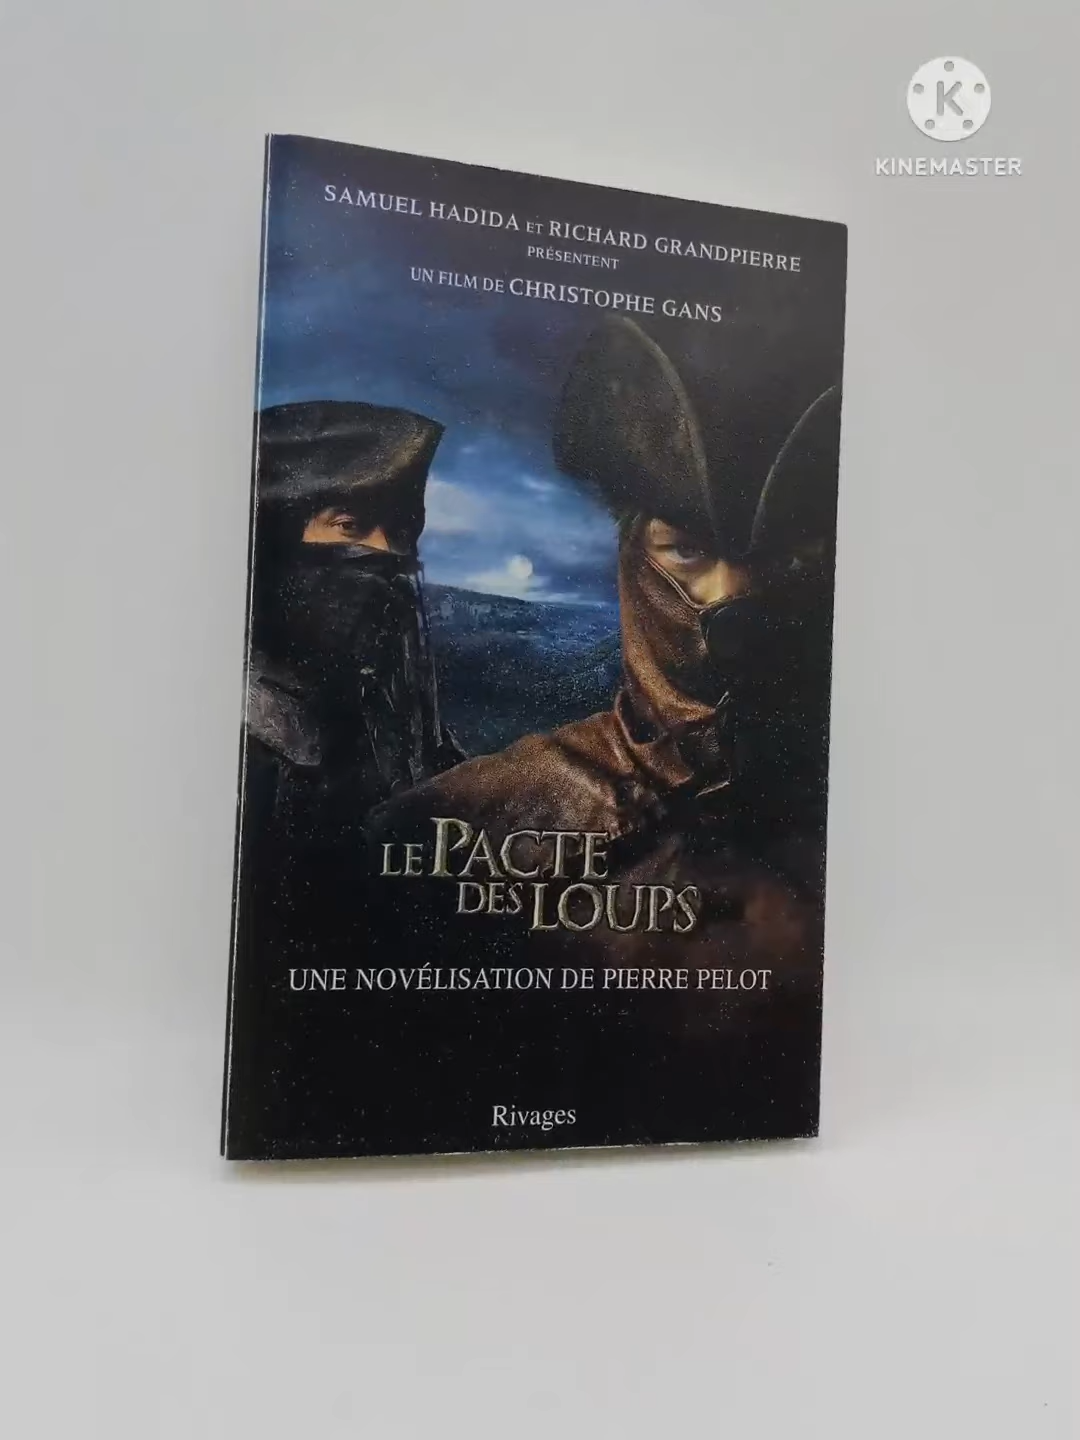 KINEMASTER
SAMUEL HADIDA ET RICHARD GRANDPIERRE
PRÉSENTENT
UN FILM DE CHRISTOPHE GANS
LE PACTE
DES LOUPS
UNE NOVÉLISATION DE PIERRE PELOT
Rivages